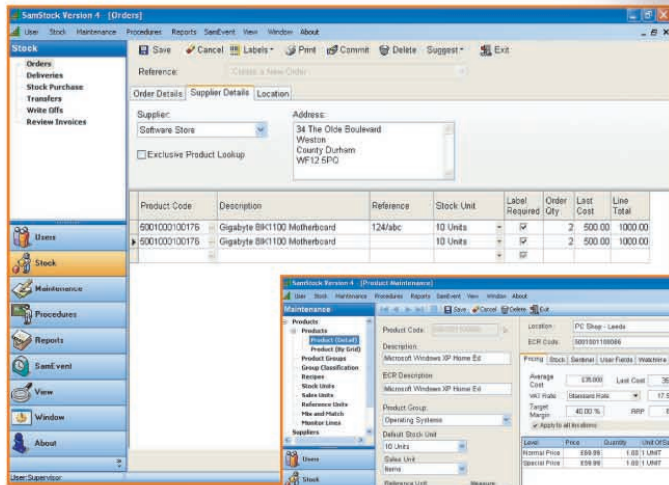 SamStock Version 4 [Orders]
User Stock Maintenance Procedures Reports SamEvent View Window About
Stock
Orders
Deliveries
Stock Purchase
Transfers
Write Offs
Review Invoices
Users
Stock
Maintenance
Procedures
Reports
SamEvent
View
Window
About
User:Supervisor
Save Cancel Labels Print Commit Delete Suggest Exit
Reference: Create a New Order
Order Details Supplier Details Location
Supplier: Address:
Software Store
34 The Olde Boulevard
Weston
County Durham
WF12 5PG
Exclusive Product Lookup
Product Code Description Reference Stock Unit Label Required Order Qty Last Cost Line Total
5001000100176 Gigabyte BIK1100 Motherboard 124/abc 10 Units 2 500.00 1000.00
5001000100176 Gigabyte BIK1100 Motherboard 10 Units 2 500.00 1000.00
SamStock Version 4 [Product Maintenance]
User Stock Maintenance Procedures Reports SamEvent View Window About
Maintenance
Products
Products
Product (Detail)
Product (By Grid)
Product Groups
Group Classification
Recipes
Stock Units
Sales Units
Reference Units
Mix and Match
Monitor Lines
Suppliers
Users
Stock
Save Cancel Delete Exit
Product Code:
Description:
Microsoft Windows XP Home Ed
ECR Description
Microsoft Windows XP Home Ed
Product Group:
Operating Systems
Default Stock Unit
10 Units
Sales Unit
Items
Reference Unit Measure
Location: PC Shop - Leeds
ECR Code:
Pricing Stock Sentinel User Fields
Average Cost Last Cost
VAT Rate Standard Rate 17.5
Target Margin 40.00 % RRP
Apply to all locations
Level Price Quantity
Normal Price 1.00 1 UNIT
Special Price 1.00 1 UNIT